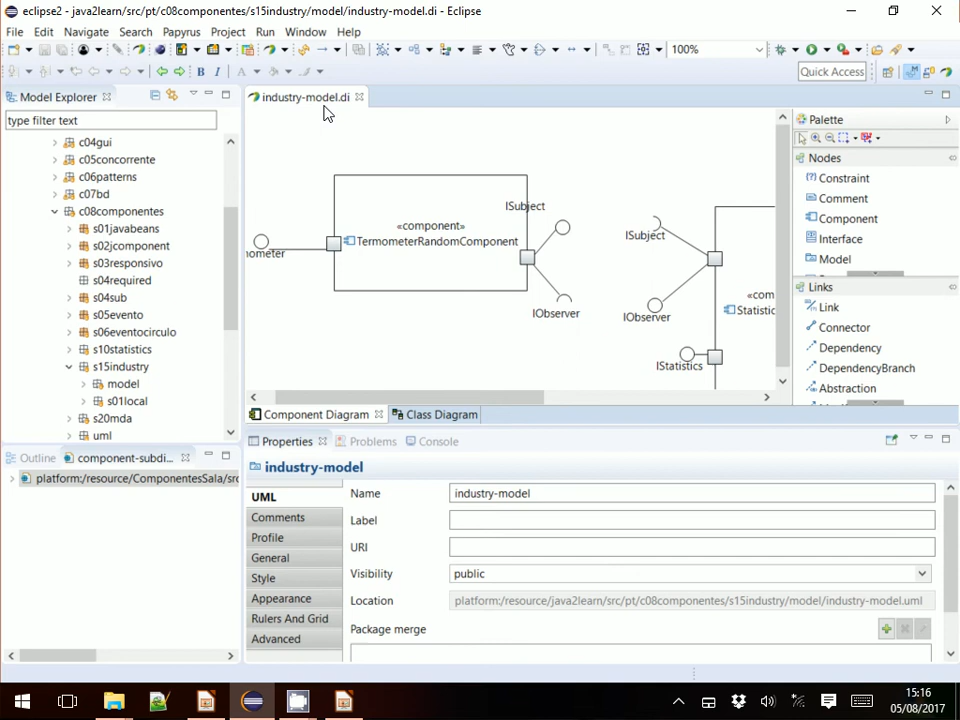 eclipse2 - java2learn/src/pt/c08componentes/s15industry/model/industry-model.di - Eclipse
File Edit Navigate Search Papyrus Project Run Window Help
100%
B I A Quick Access
Model Explorer
type filter text
c04gui
c05concorrente
c06patterns
c07bd
c08componentes
s01javabeans
s02jcomponent
s03responsivo
s04required
s04sub
s05evento
s06eventocirculo
s10statistics
s15industry
model
s01local
s20mda
uml
Outline component-subdi...
platform:/resource/ComponentesSala/src
industry-model.di
ISubject
«component»
TermometerRandomComponent
mometer
IObserver
ISubject
IObserver
«com
Statistic
IStatistics
Component Diagram Class Diagram
Palette
Nodes
Constraint
Comment
Component
Interface
Model
Links
Link
Connector
Dependency
DependencyBranch
Abstraction
Properties Problems Console
industry-model
UML
Comments
Profile
General
Style
Appearance
Rulers And Grid
Advanced
Name industry-model
Label
URI
Visibility public
Location platform:/resource/java2learn/src/pt/c08componentes/s15industry/model/industry-model.uml
Package merge
15:16
05/08/2017